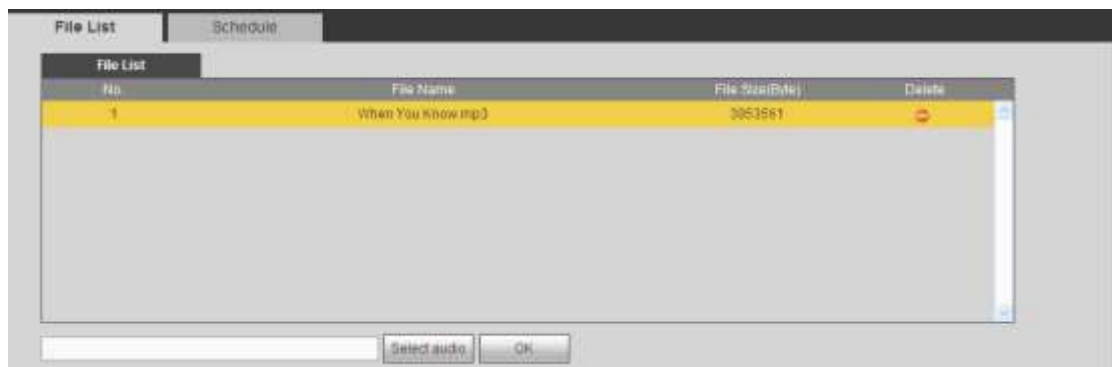 File List Schedule
File List
No. File Name File Size(Byte) Delete
1 When You Know.mp3 3953561
Select audio OK